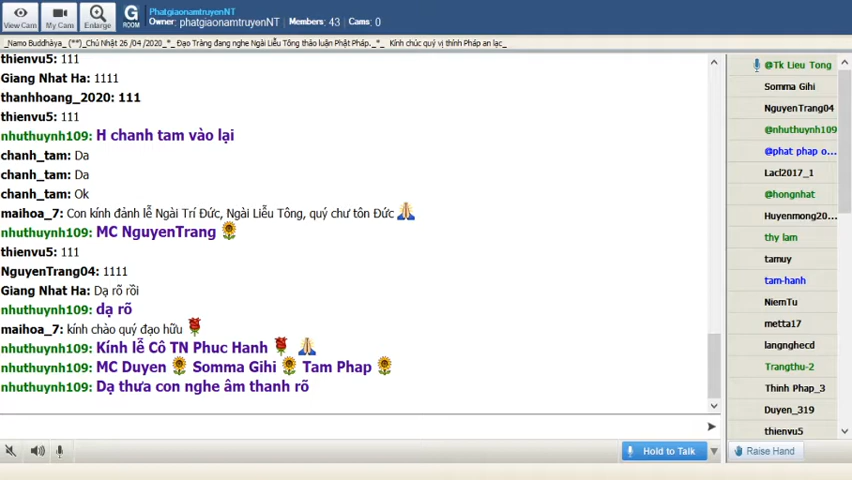 PhatgiaonamtruyenNT
Owner: phatgiaonamtruyenNT Members: 43 Cams: 0
View Cam My Cam Enlarge G ROOM
_Namo Buddhàya_ (**)_Chủ Nhật 26 /04 /2020_*_ Đạo Tràng đang nghe Ngài Liễu Tông thảo luận Phật Pháp._*_ Kính chúc quý vị thính Pháp an lạc_
thienvu5: 111
Giang Nhat Ha: 1111
thanhhoang_2020: 111
thienvu5: 111
nhuthuynh109: H chanh tam vào lại
chanh_tam: Da
chanh_tam: Da
chanh_tam: Ok
maihoa_7: Con kính đảnh lễ Ngài Trí Đức, Ngài Liễu Tông, quý chư tôn Đức
nhuthuynh109: MC NguyenTrang
thienvu5: 111
NguyenTrang04: 1111
Giang Nhat Ha: Dạ rõ rồi
nhuthuynh109: dạ rõ
maihoa_7: kính chào quý đạo hữu
nhuthuynh109: Kính lễ Cô TN Phuc Hanh
nhuthuynh109: MC Duyen Somma Gihi Tam Phap
nhuthuynh109: Dạ thưa con nghe âm thanh rõ
@Tk Lieu Tong
Somma Gihi
NguyenTrang04
@nhuthuynh109
@phat phap o...
Lacl2017_1
@hongnhat
Huyenmong20...
thy lam
tamuy
tam-hanh
NiemTu
metta17
langnghecd
Trangthu-2
Thinh Phap_3
Duyen_319
thienvu5
Hold to Talk
Raise Hand